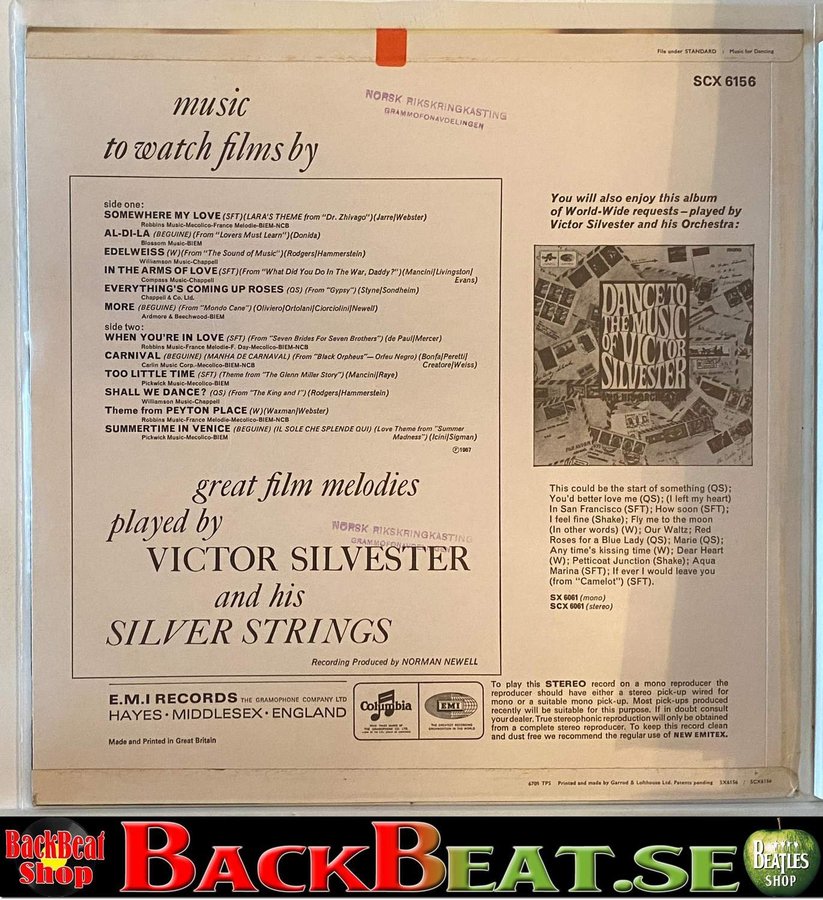 File under STANDARD : Music for Dancing
SCX 6156
NORSK RIKSKRINGKASTING
GRAMMOFONAVDELINGEN
music
to watch films by
side one:
SOMEWHERE MY LOVE (SFT)(LARA'S THEME from "Dr. Zhivago")(Jarre/Webster)
Robbins Music-Mecolico-France Melodie-BIEM-NCB
AL-DI-LA (BEGUINE) (From "Lovers Must Learn")(Donida)
Blossom Music-BIEM
EDELWEISS (W)(From "The Sound of Music")(Rodgers/Hammerstein)
Williamson Music-Chappell
IN THE ARMS OF LOVE (SFT)(From "What Did You Do In The War, Daddy?")(Mancini/Livingston/
Compass Music-Chappell Evans)
EVERYTHING'S COMING UP ROSES (QS) (From "Gypsy")(Styne/Sondheim)
Chappell & Co. Ltd.
MORE (BEGUINE) (From "Mondo Cane")(Oliviero/Ortolani/Ciorciolini/Newell)
Ardmore & Beechwood-BIEM
side two:
WHEN YOU'RE IN LOVE (SFT) (From "Seven Brides For Seven Brothers") (de Paul/Mercer)
Robbins Music-France Melodie-F. Day-Mecolico-BIEM-NCB
CARNIVAL (BEGUINE) (MANHA DE CARNAVAL) (From "Black Orpheus"—Orfeu Negro) (Bonfa/Peretti/
Carlin Music Corp.-Mecolico-BIEM-NCB Creatore/Weiss)
TOO LITTLE TIME (SFT) (Theme from "The Glenn Miller Story") (Mancini/Raye)
Pickwick Music-Mecolico-BIEM
SHALL WE DANCE? (QS) (From "The King and I") (Rodgers/Hammerstein)
Williamson Music-Chappell
Theme from PEYTON PLACE (W)(Waxman/Webster)
Robbins Music-France Melodie-Mecolico-BIEM-NCB
SUMMERTIME IN VENICE (BEGUINE) (IL SOLE CHE SPLENDE QUI) (Love Theme from "Summer
Pickwick Music-Mecolico-BIEM Madness") (Icini/Sigman)
Ⓟ1967
great film melodies
played by
NORSK RIKSKRINGKASTING
VICTOR SILVESTER
and his
SILVER STRINGS
Recording Produced by NORMAN NEWELL
You will also enjoy this album
of World-Wide requests—played by
Victor Silvester and his Orchestra:
mono
DANCE TO
THE MUSIC
OF VICTOR
SILVESTER
AND HIS ORCHESTRA
This could be the start of something (QS);
You'd better love me (QS); (I left my heart)
In San Francisco (SFT); How soon (SFT);
I feel fine (Shake); Fly me to the moon
(In other words) (W); Our Waltz; Red
Roses for a Blue Lady (QS); Marie (QS);
Any time's kissing time (W); Dear Heart
(W); Petticoat Junction (Shake); Aqua
Marina (SFT); If ever I would leave you
(from "Camelot") (SFT).
SX 6061 (mono)
SCX 6061 (stereo)
E.M.I RECORDS THE GRAMOPHONE COMPANY LTD
HAYES · MIDDLESEX · ENGLAND
Made and Printed in Great Britain
Columbia
EMI
THE GREATEST RECORDING
ORGANISATION IN THE WORLD
To play this STEREO record on a mono reproducer the
reproducer should have either a stereo pick-up wired for
mono or a suitable mono pick-up. Most pick-ups produced
recently will be suitable for this purpose. If in doubt consult
your dealer. True stereophonic reproduction will only be obtained
from a complete stereo reproducer. To keep this record clean
and dust free we recommend the regular use of NEW EMITEX.
6701 TPS Printed and made by Garrod & Lofthouse Ltd. Patents pending SX6156 / SCX6156
BackBeat
Shop
BACKBEAT.SE
BEATLES
SHOP